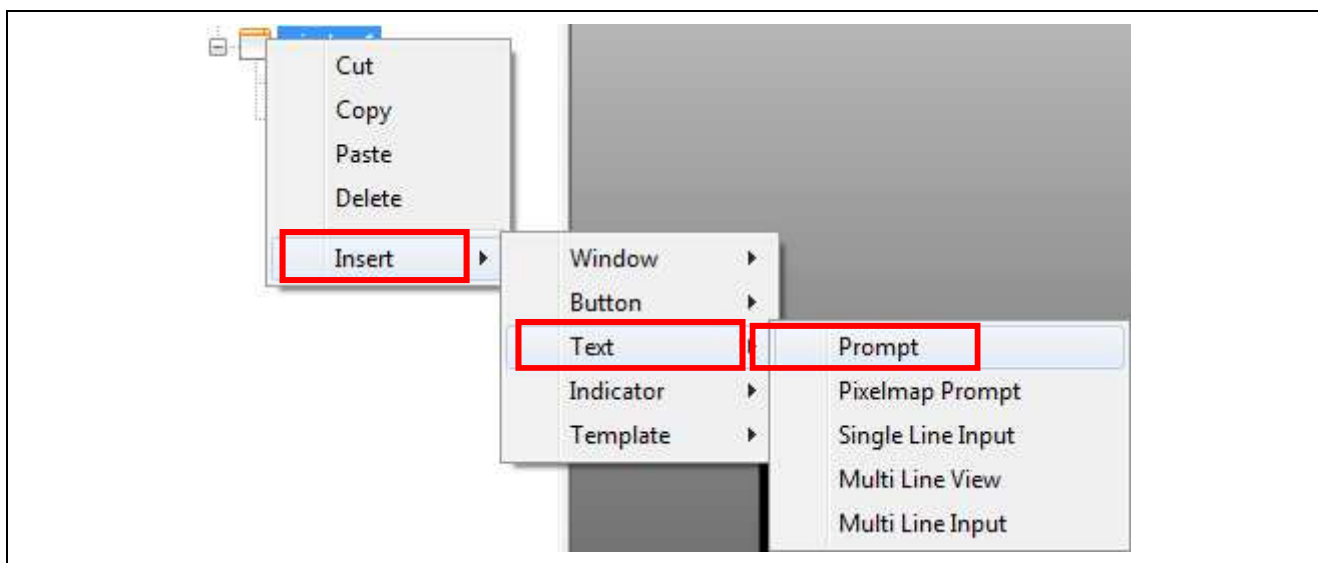 Cut
Copy
Paste
Delete
Insert
Window
Button
Text
Indicator
Template
Prompt
Pixelmap Prompt
Single Line Input
Multi Line View
Multi Line Input